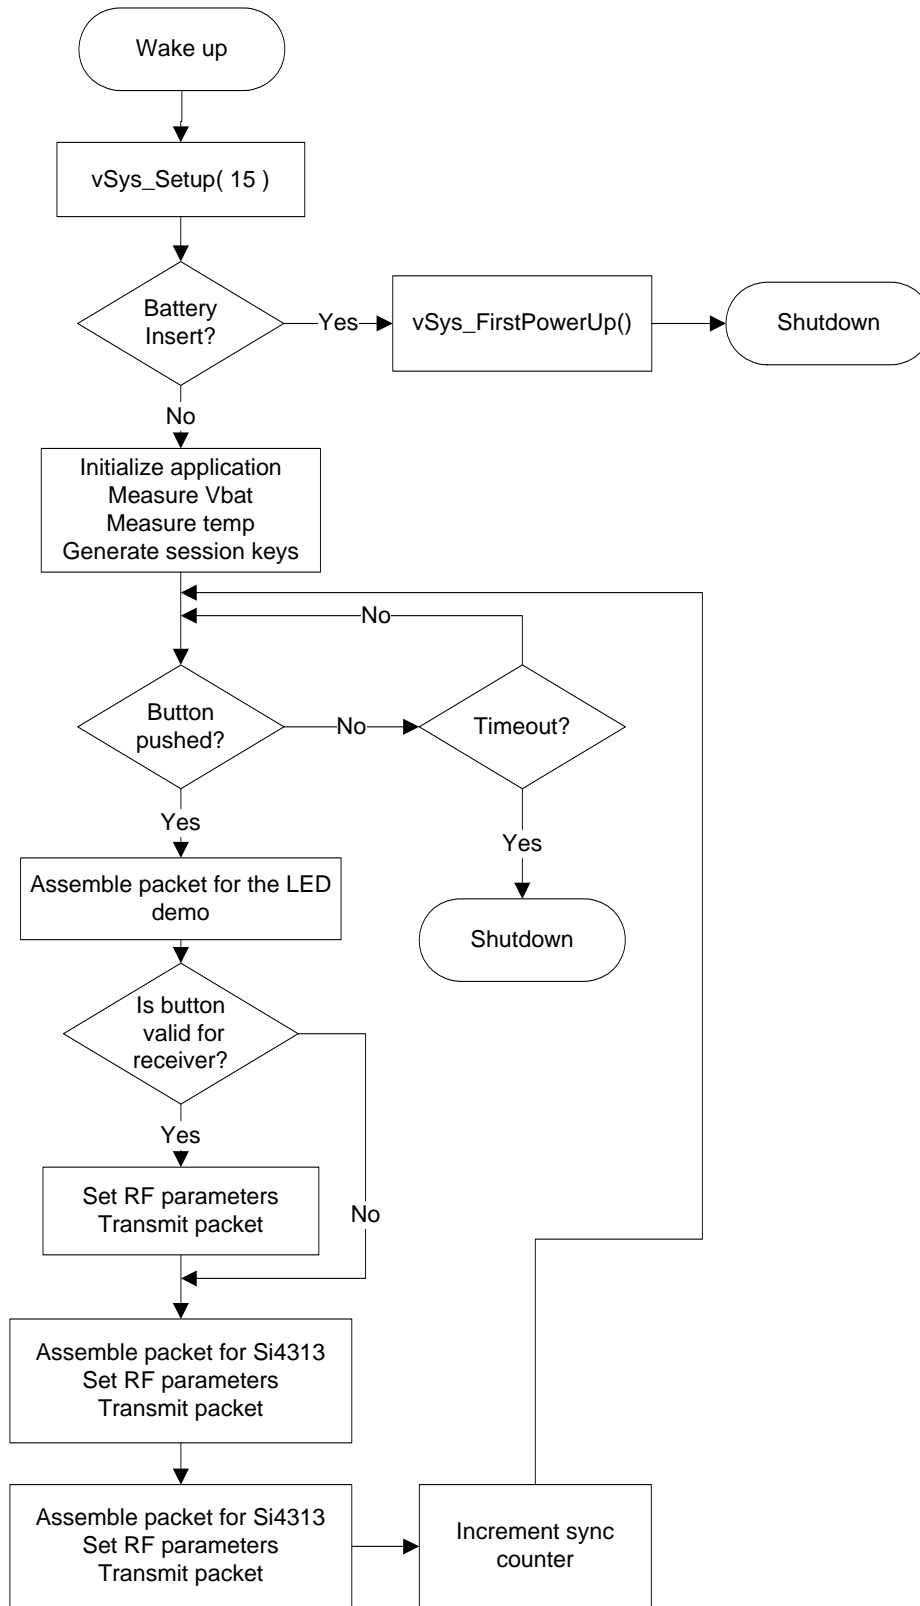 Wake up
vSys_Setup( 15 )
Battery
Insert?
Yes
vSys_FirstPowerUp()
Shutdown
No
Initialize application
Measure Vbat
Measure temp
Generate session keys
No
Button
pushed?
No
Timeout?
Yes
Yes
Assemble packet for the LED
demo
Shutdown
Is button
valid for
receiver?
Yes
Set RF parameters
Transmit packet
No
Assemble packet for Si4313
Set RF parameters
Transmit packet
Assemble packet for Si4313
Set RF parameters
Transmit packet
Increment sync
counter